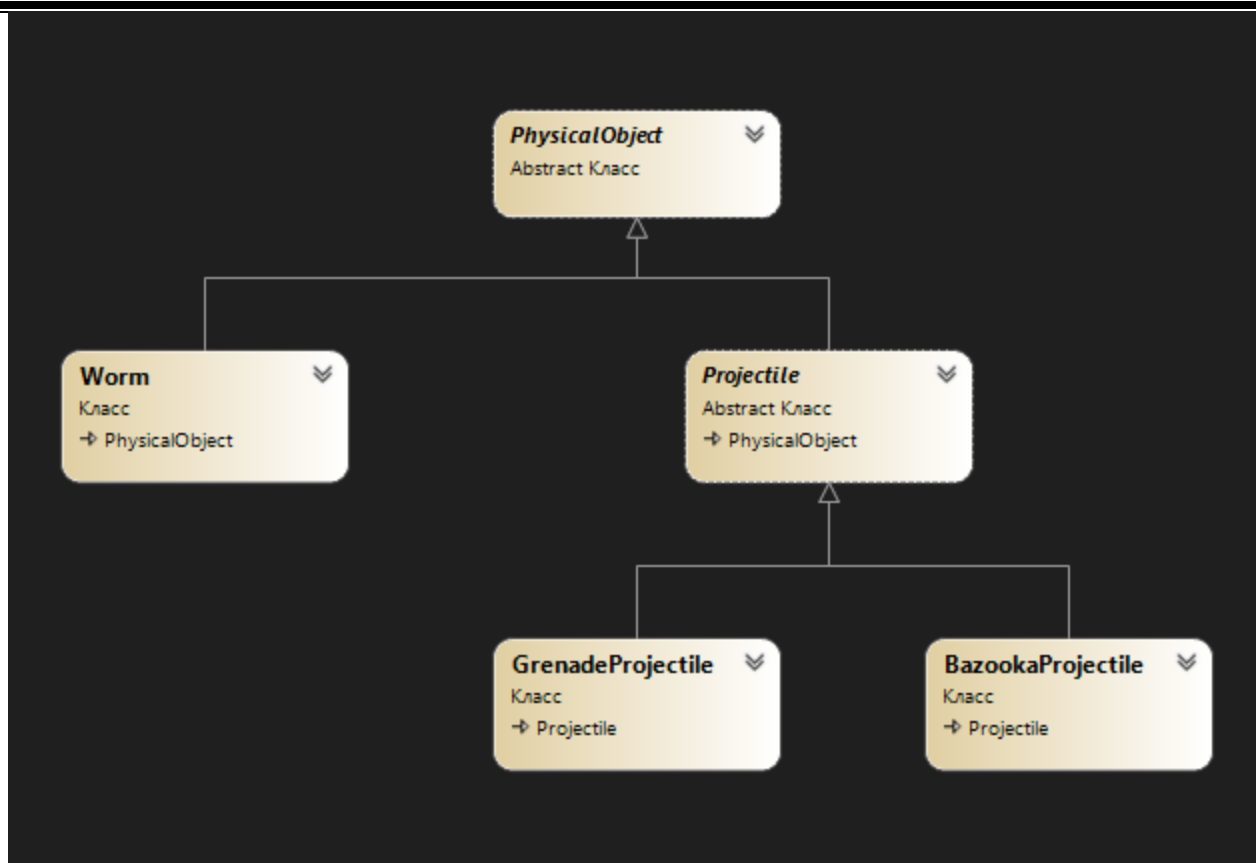 PhysicalObject
Abstract Класс
Worm
Класс
PhysicalObject
Projectile
Abstract Класс
PhysicalObject
GrenadeProjectile
Класс
Projectile
BazookaProjectile
Класс
Projectile